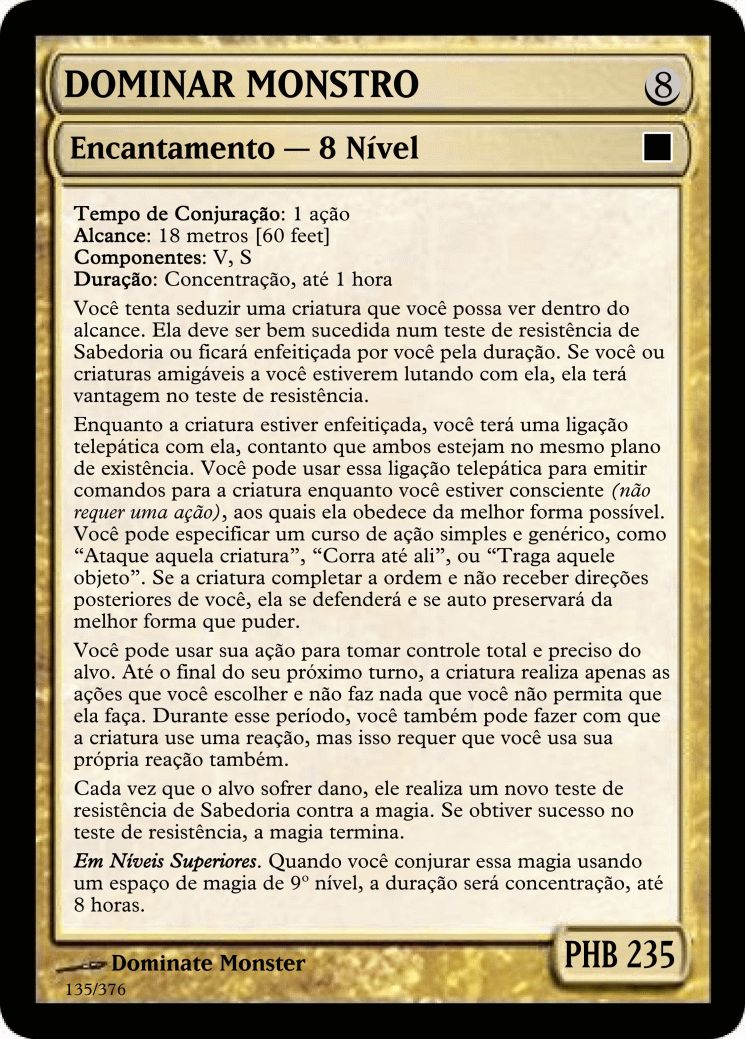 DOMINAR MONSTRO
8
Encantamento — 8 Nível
Tempo de Conjuração: 1 ação
Alcance: 18 metros [60 feet]
Componentes: V, S
Duração: Concentração, até 1 hora
Você tenta seduzir uma criatura que você possa ver dentro do
alcance. Ela deve ser bem sucedida num teste de resistência de
Sabedoria ou ficará enfeitiçada por você pela duração. Se você ou
criaturas amigáveis a você estiverem lutando com ela, ela terá
vantagem no teste de resistência.
Enquanto a criatura estiver enfeitiçada, você terá uma ligação
telepática com ela, contanto que ambos estejam no mesmo plano
de existência. Você pode usar essa ligação telepática para emitir
comandos para a criatura enquanto você estiver consciente (não
requer uma ação), aos quais ela obedece da melhor forma possível.
Você pode especificar um curso de ação simples e genérico, como
“Ataque aquela criatura”, “Corra até ali”, ou “Traga aquele
objeto”. Se a criatura completar a ordem e não receber direções
posteriores de você, ela se defenderá e se auto preservará da
melhor forma que puder.
Você pode usar sua ação para tomar controle total e preciso do
alvo. Até o final do seu próximo turno, a criatura realiza apenas as
ações que você escolher e não faz nada que você não permita que
ela faça. Durante esse período, você também pode fazer com que
a criatura use uma reação, mas isso requer que você usa sua
própria reação também.
Cada vez que o alvo sofrer dano, ele realiza um novo teste de
resistência de Sabedoria contra a magia. Se obtiver sucesso no
teste de resistência, a magia termina.
Em Níveis Superiores. Quando você conjurar essa magia usando
um espaço de magia de 9º nível, a duração será concentração, até
8 horas.
PHB 235
Dominate Monster
135/376